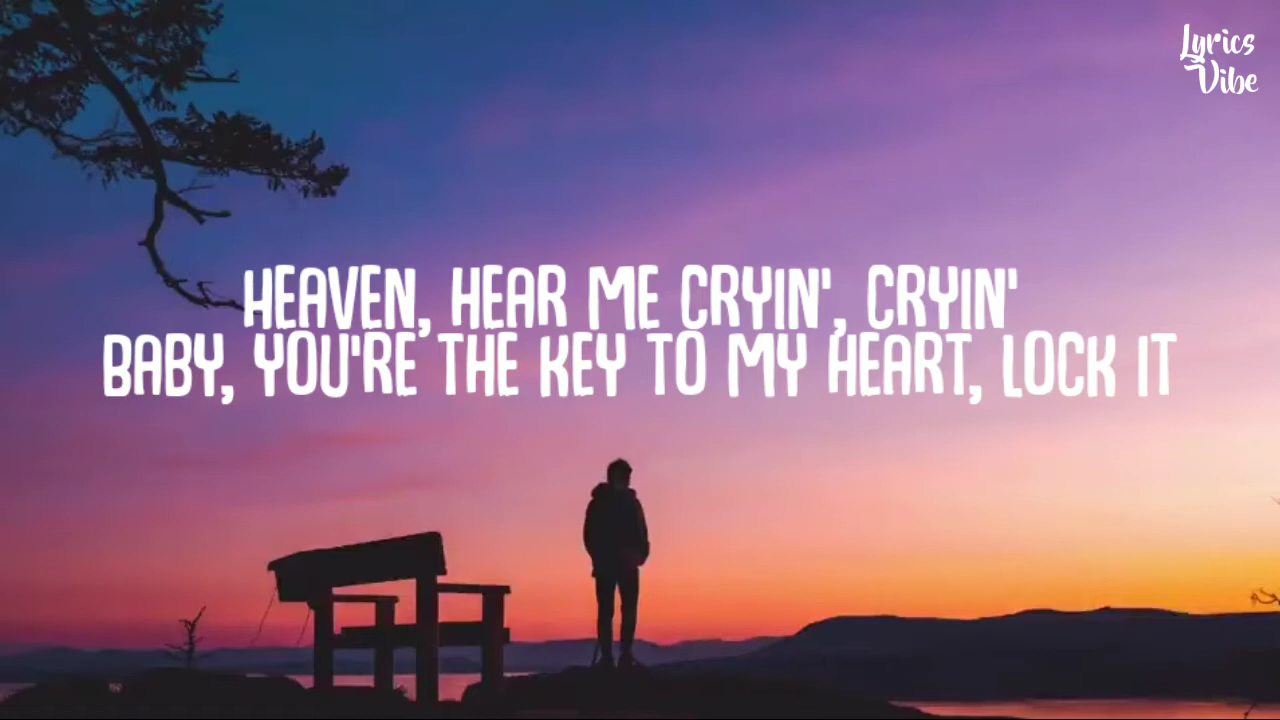 Lyrics
Vibe
HEAVEN, HEAR ME CRYIN', CRYIN'
BABY, YOU'RE THE KEY TO MY HEART, LOCK IT